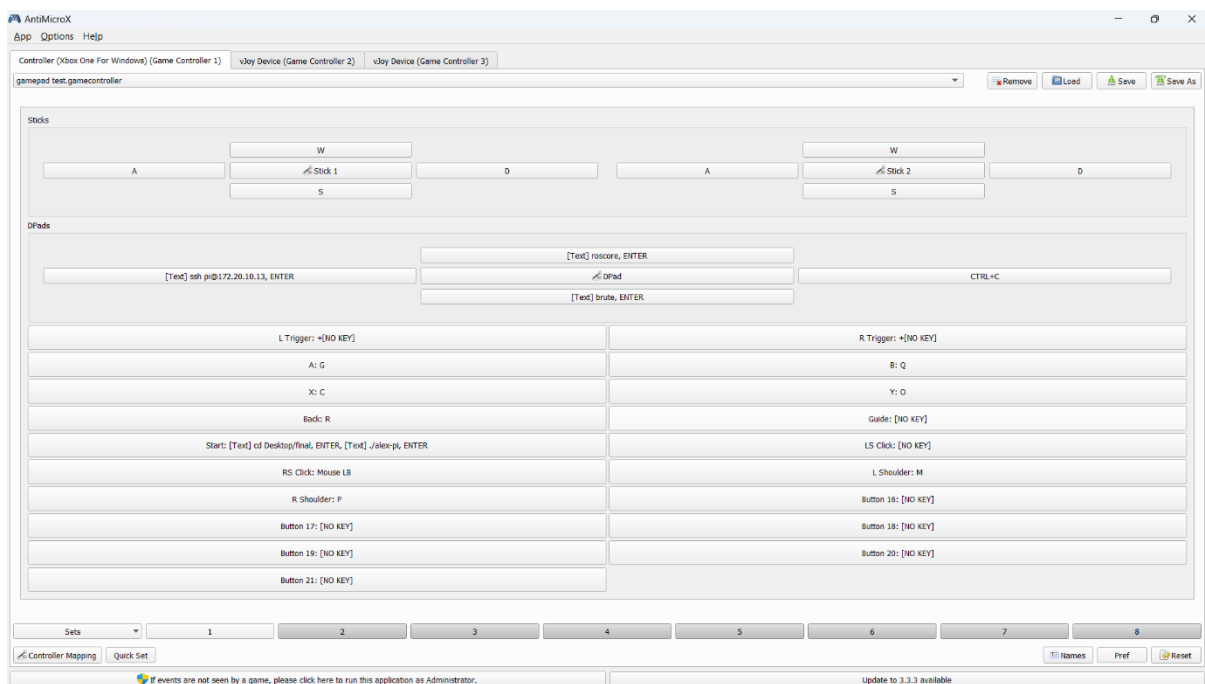 AntiMicroX
App Options Help
Controller (Xbox One For Windows) (Game Controller 1) vJoy Device (Game Controller 2) vJoy Device (Game Controller 3)
gamepad test.gamecontroller Remove Load Save Save As
Sticks
W W
A Stick 1 D A Stick 2 D
S S
DPads
[Text] roscore, ENTER
[Text] ssh pi@172.20.10.13, ENTER DPad CTRL+C
[Text] brute, ENTER
L Trigger: +[NO KEY] R Trigger: +[NO KEY]
A: G B: Q
X: C Y: O
Back: R Guide: [NO KEY]
Start: [Text] cd Desktop/final, ENTER, [Text] ./alex-pi, ENTER LS Click: [NO KEY]
RS Click: Mouse LB L Shoulder: M
R Shoulder: P Button 16: [NO KEY]
Button 17: [NO KEY] Button 18: [NO KEY]
Button 19: [NO KEY] Button 20: [NO KEY]
Button 21: [NO KEY]
Sets 1 2 3 4 5 6 7 8
Controller Mapping Quick Set Names Pref Reset
If events are not seen by a game, please click here to run this application as Administrator. Update to 3.3.3 available